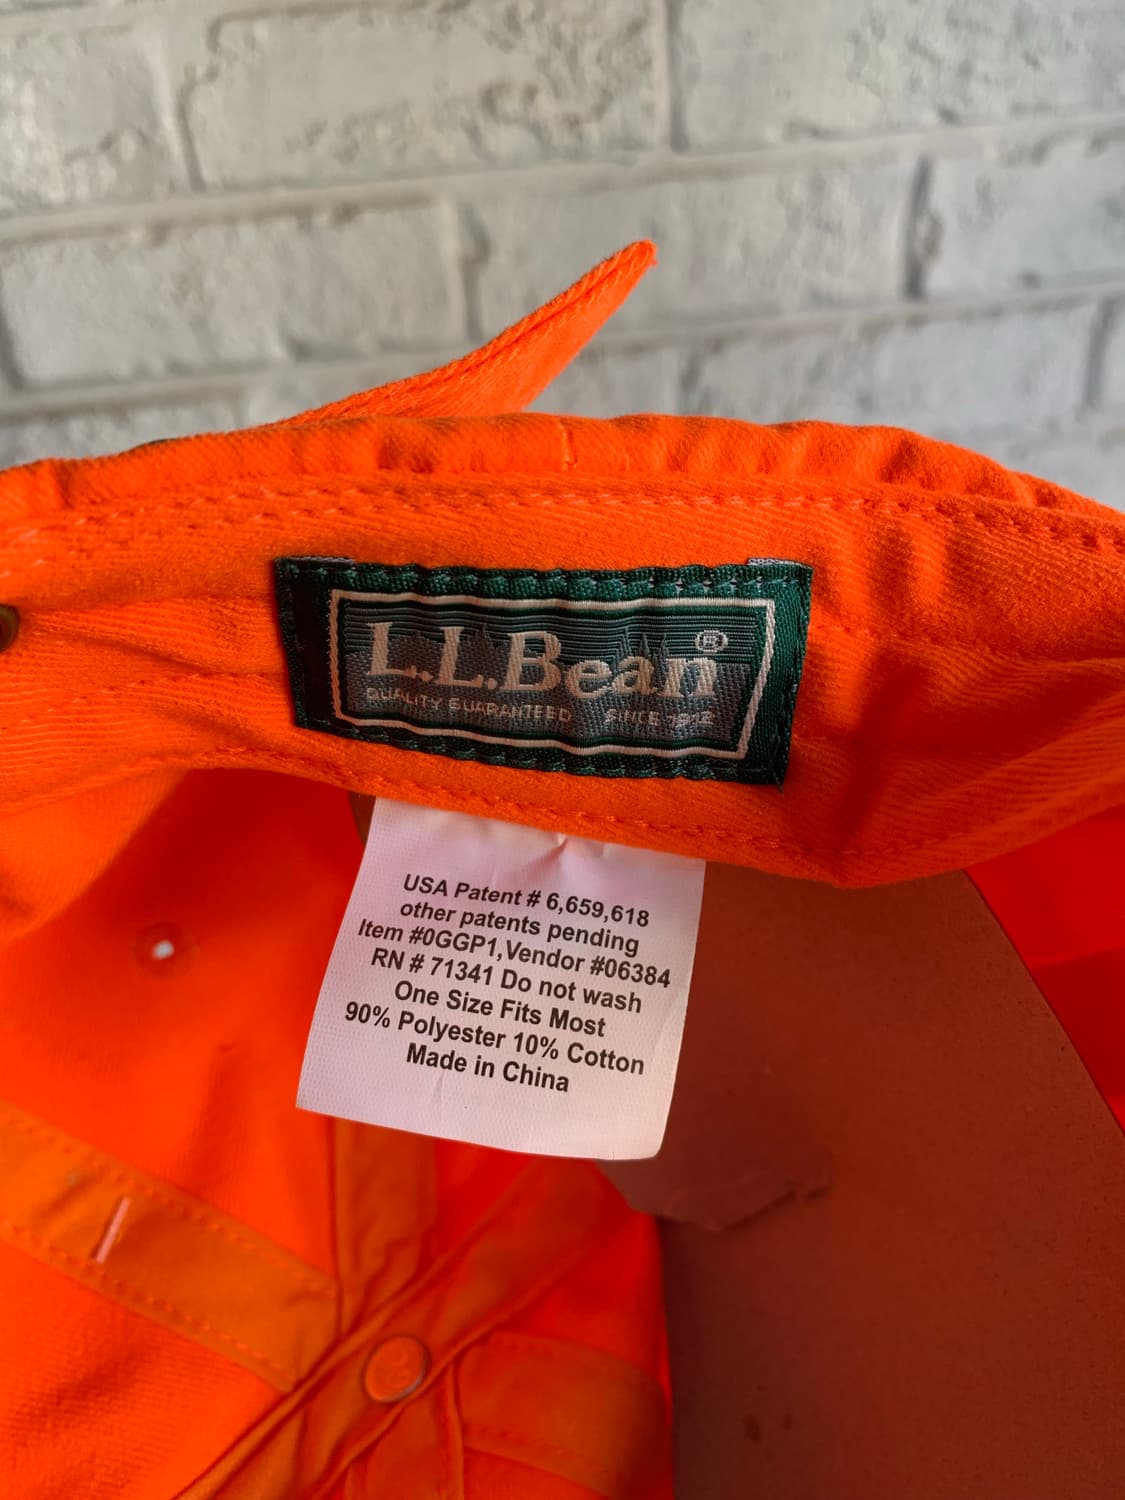 L.L.Bean®
QUALITY GUARANTEED SINCE 1912
USA Patent # 6,659,618
other patents pending
Item #0GGP1,Vendor #06384
RN # 71341 Do not wash
One Size Fits Most
90% Polyester 10% Cotton
Made in China